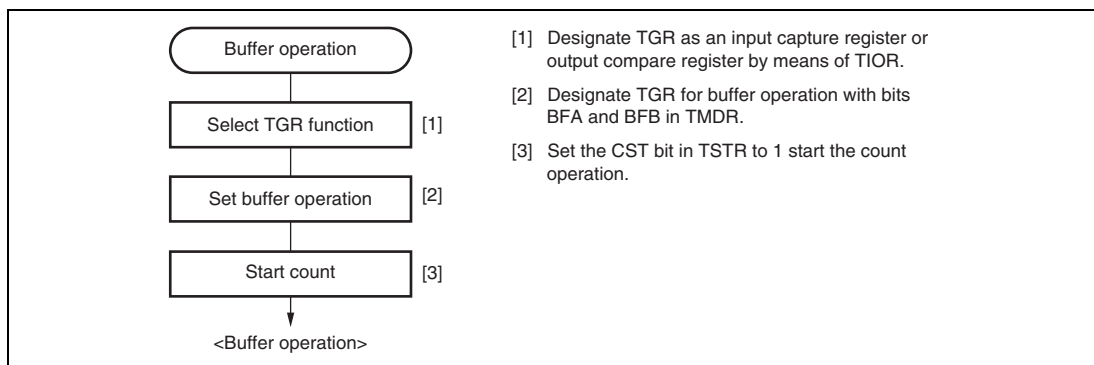 Buffer operation
Select TGR function
[1]
Set buffer operation
[2]
Start count
[3]
<Buffer operation>
[1] Designate TGR as an input capture register or
output compare register by means of TIOR.
[2] Designate TGR for buffer operation with bits
BFA and BFB in TMDR.
[3] Set the CST bit in TSTR to 1 start the count
operation.